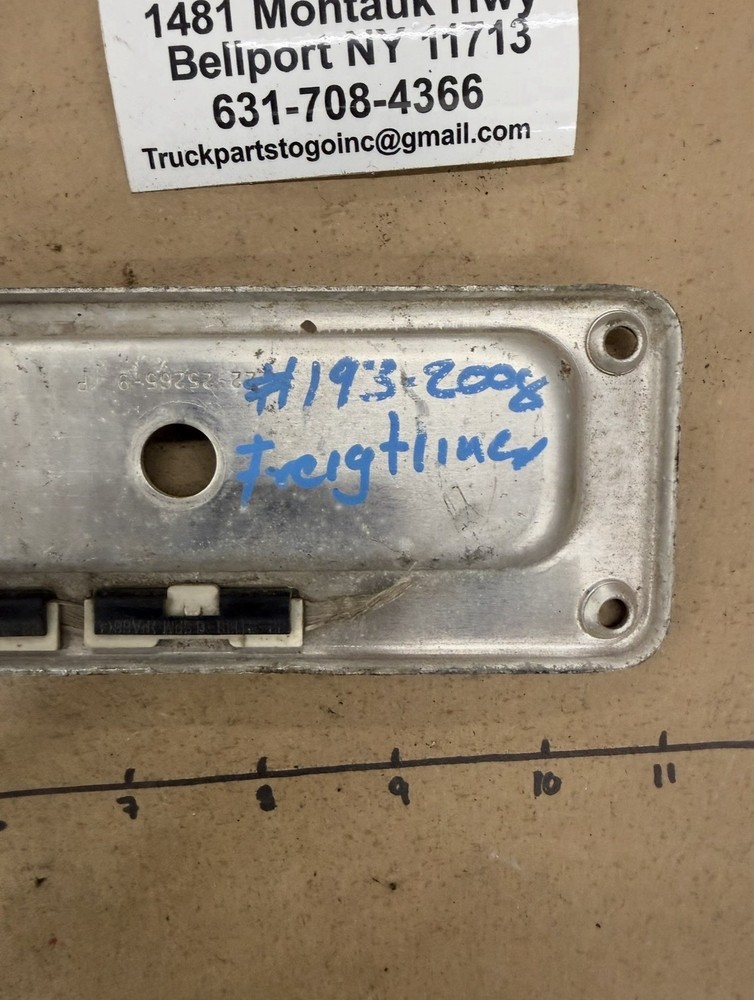 1481 Montauk Hwy
Bellport NY 11713
631-708-4366
Truckpartstogoinc@gmail.com
#193-2008
Freigtliner
7 8 9 10 11